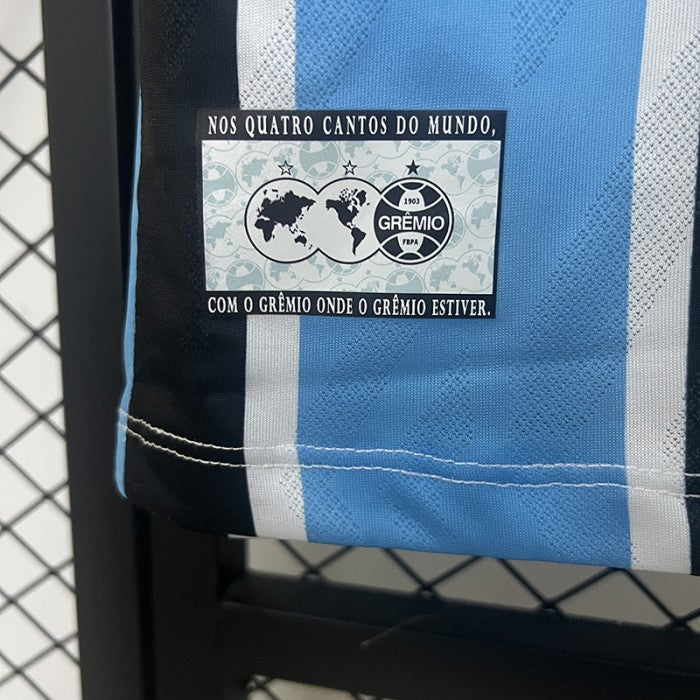 NOS QUATRO CANTOS DO MUNDO,
1903
GRÊMIO
FBPA
COM O GRÊMIO ONDE O GRÊMIO ESTIVER.